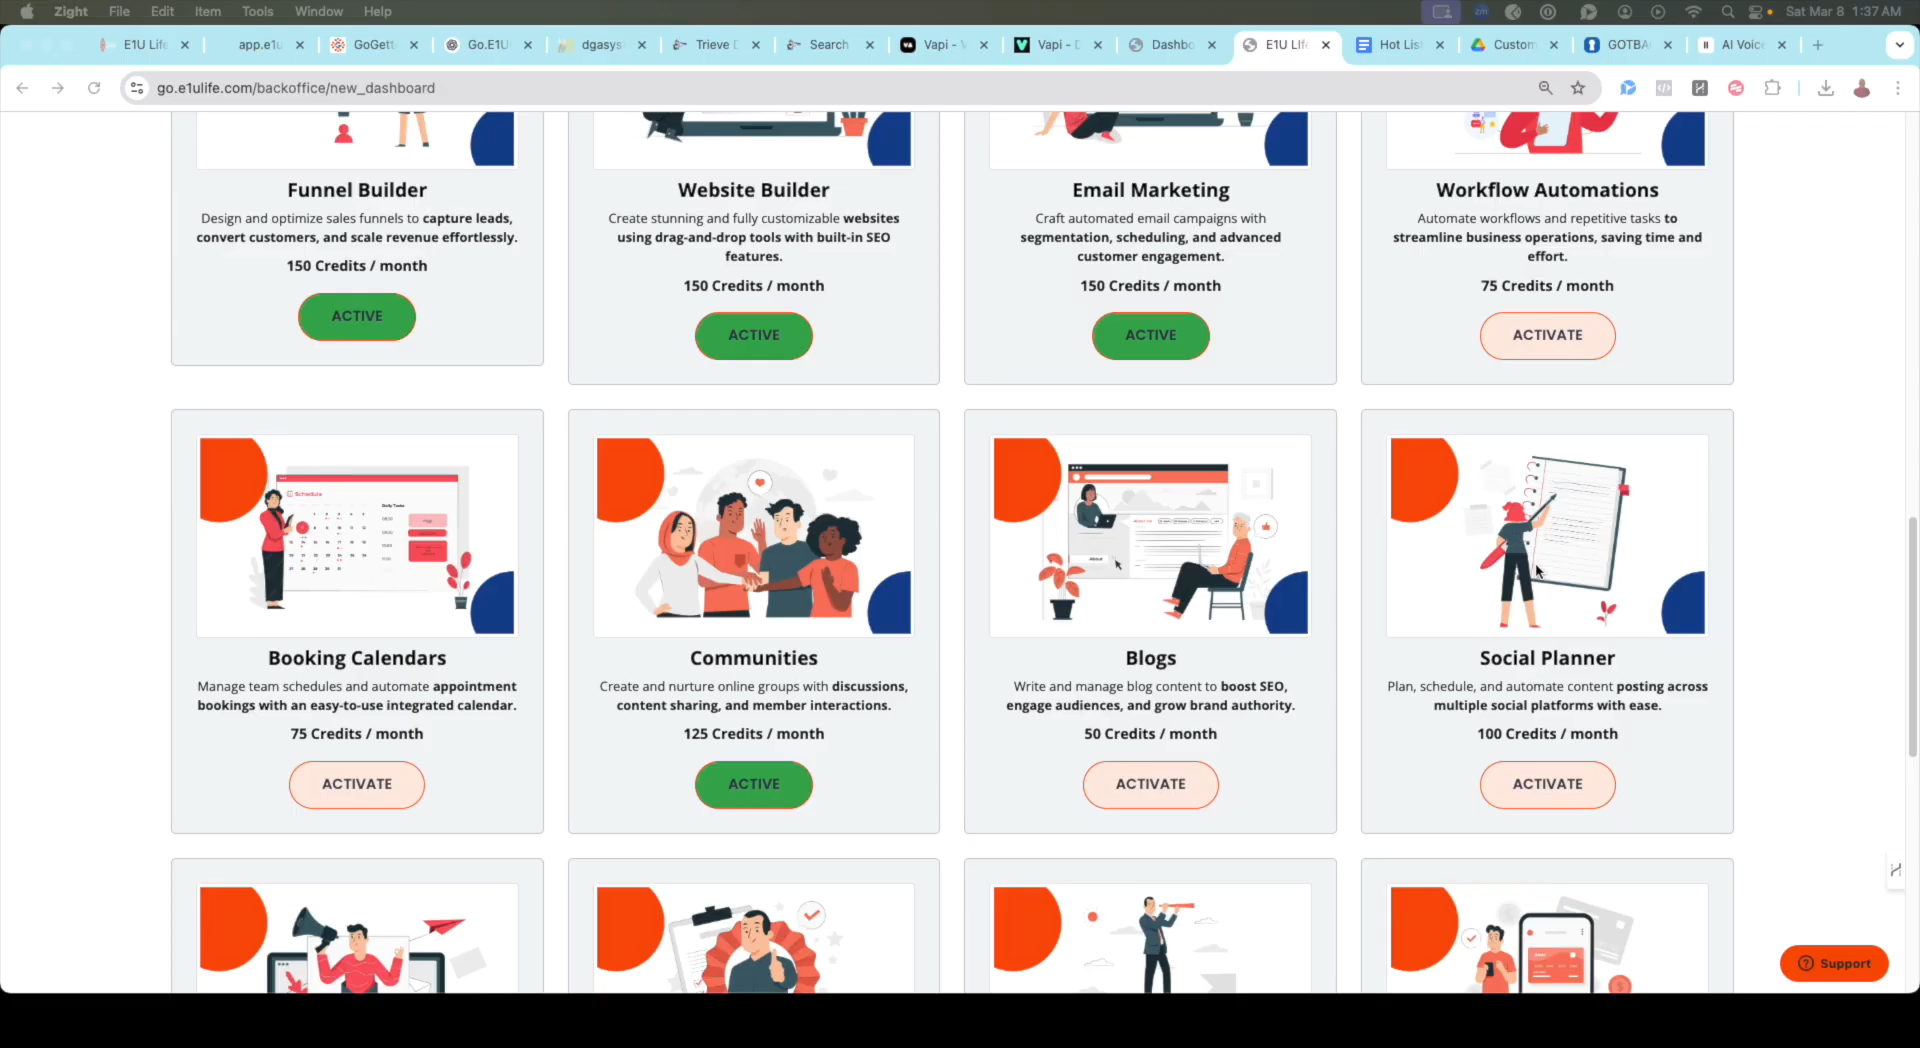 Zight File Edit Item Tools Window Help
Sat Mar 8 1:37 AM
E1U Life
app.e1u
GoGett
Go.E1U
dgasys
Trieve
Search
Vapi -
Vapi -
Dashbo
E1U LIfe
Hot Lis
Custom
GOTBA
AI Voic
go.e1ulife.com/backoffice/new_dashboard
Funnel Builder
Design and optimize sales funnels to capture leads,
convert customers, and scale revenue effortlessly.
150 Credits / month
ACTIVE
Website Builder
Create stunning and fully customizable websites
using drag-and-drop tools with built-in SEO
features.
150 Credits / month
ACTIVE
Email Marketing
Craft automated email campaigns with
segmentation, scheduling, and advanced
customer engagement.
150 Credits / month
ACTIVE
Workflow Automations
Automate workflows and repetitive tasks to
streamline business operations, saving time and
effort.
75 Credits / month
ACTIVATE
Schedule
Daily Tasks
Booking Calendars
Manage team schedules and automate appointment
bookings with an easy-to-use integrated calendar.
75 Credits / month
ACTIVATE
Communities
Create and nurture online groups with discussions,
content sharing, and member interactions.
125 Credits / month
ACTIVE
About
Blogs
Write and manage blog content to boost SEO,
engage audiences, and grow brand authority.
50 Credits / month
ACTIVATE
Social Planner
Plan, schedule, and automate content posting across
multiple social platforms with ease.
100 Credits / month
ACTIVATE
Support